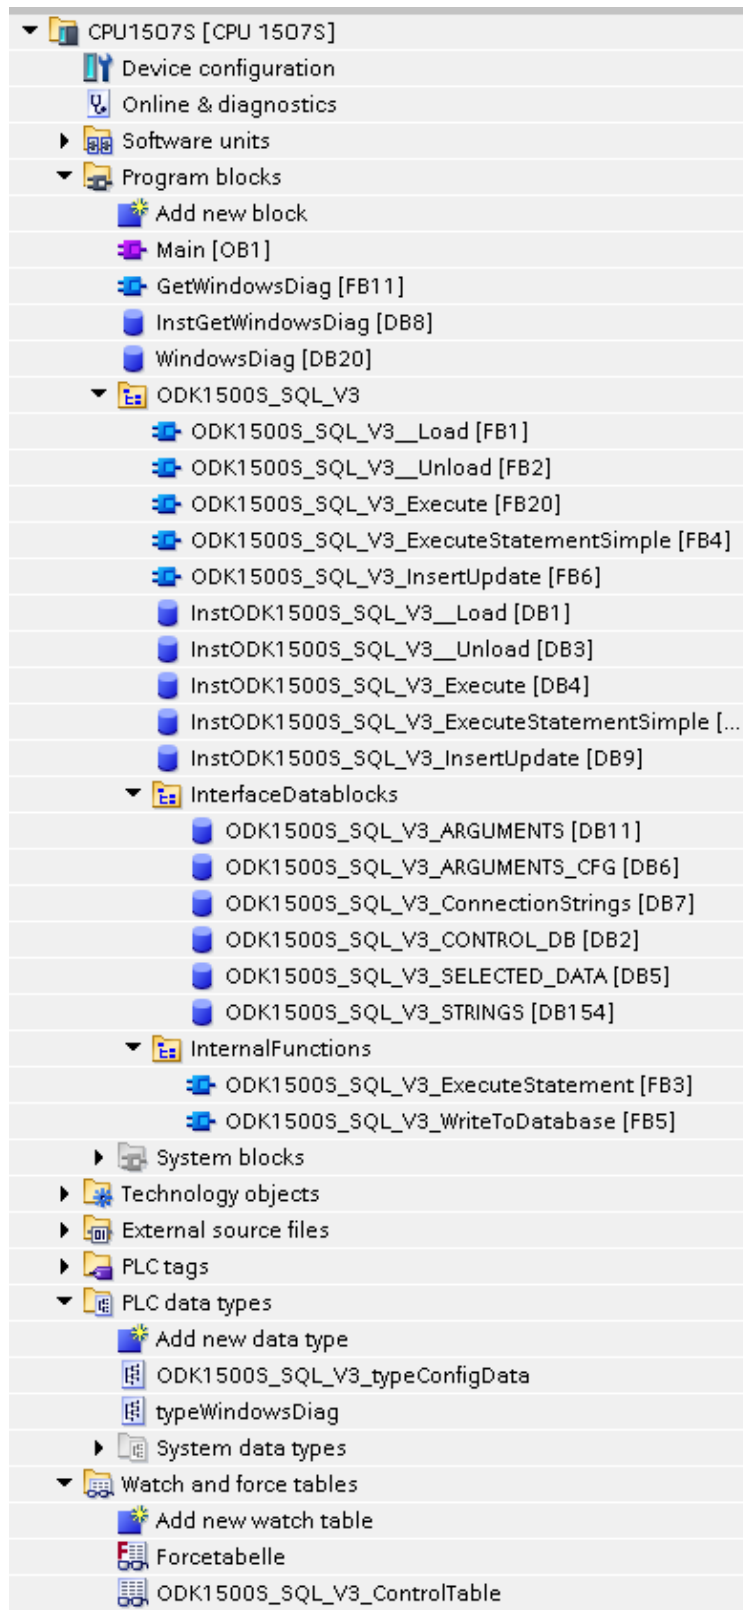 CPU1507S [CPU 1507S]
Device configuration
Online & diagnostics
Software units
Program blocks
Add new block
Main [OB1]
GetWindowsDiag [FB11]
InstGetWindowsDiag [DB8]
WindowsDiag [DB20]
ODK1500S_SQL_V3
ODK1500S_SQL_V3__Load [FB1]
ODK1500S_SQL_V3__Unload [FB2]
ODK1500S_SQL_V3_Execute [FB20]
ODK1500S_SQL_V3_ExecuteStatementSimple [FB4]
ODK1500S_SQL_V3_InsertUpdate [FB6]
InstODK1500S_SQL_V3__Load [DB1]
InstODK1500S_SQL_V3__Unload [DB3]
InstODK1500S_SQL_V3_Execute [DB4]
InstODK1500S_SQL_V3_ExecuteStatementSimple [...
InstODK1500S_SQL_V3_InsertUpdate [DB9]
InterfaceDatablocks
ODK1500S_SQL_V3_ARGUMENTS [DB11]
ODK1500S_SQL_V3_ARGUMENTS_CFG [DB6]
ODK1500S_SQL_V3_ConnectionStrings [DB7]
ODK1500S_SQL_V3_CONTROL_DB [DB2]
ODK1500S_SQL_V3_SELECTED_DATA [DB5]
ODK1500S_SQL_V3_STRINGS [DB154]
InternalFunctions
ODK1500S_SQL_V3_ExecuteStatement [FB3]
ODK1500S_SQL_V3_WriteToDatabase [FB5]
System blocks
Technology objects
External source files
PLC tags
PLC data types
Add new data type
ODK1500S_SQL_V3_typeConfigData
typeWindowsDiag
System data types
Watch and force tables
Add new watch table
Forcetabelle
ODK1500S_SQL_V3_ControlTable